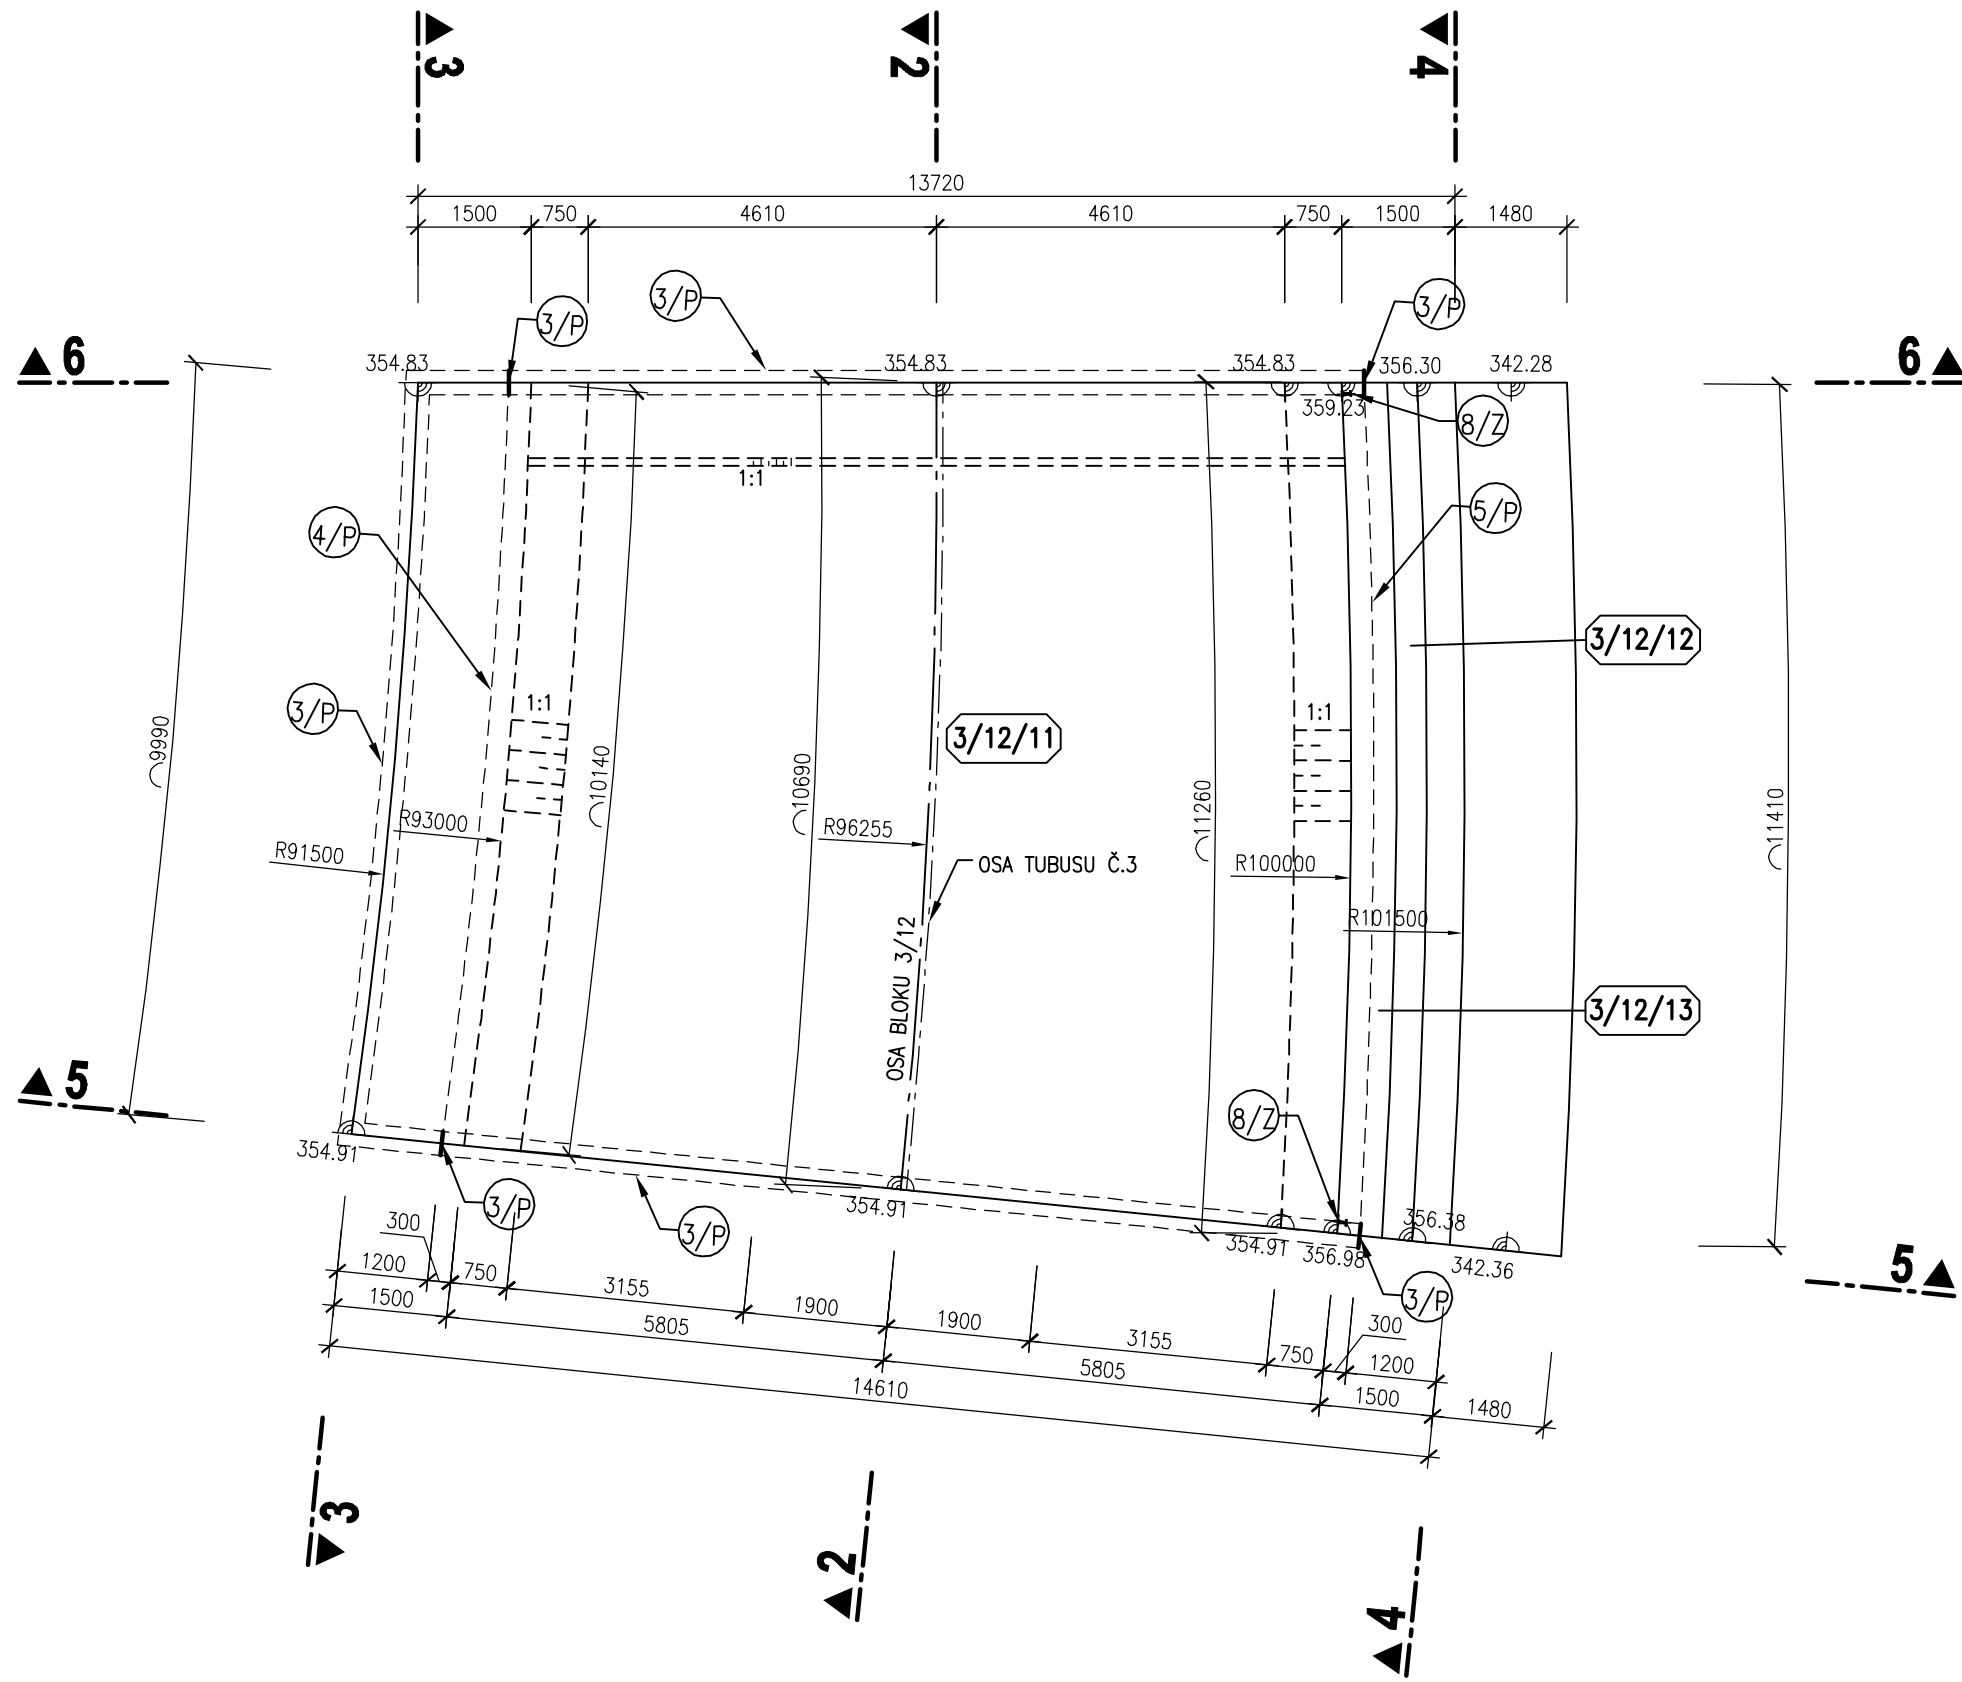 3 2 4
13720
1500 750 4610 4610 750 1500 1480
3/P 3/P 3/P
6 354.83 354.83 354.83 356.30 342.28 6
359.23 8/Z
1:1
4/P 5/P
3/12/12
3/P 1:1 1:1
3/12/11
9990 10140 10690 11260 11410
R93000 R96255
R91500 OSA TUBUSU Č.3 R100000
R101500
OSA BLOKU 3/12
3/12/13
5 8/Z
354.91 354.91 354.91 356.98 356.38 342.36 5
3/P 3/P 3/P
300
1200 750 3155 1900 1900 3155 750 300 1200
1500 5805 5805 1500 1480
14610
3 2 4